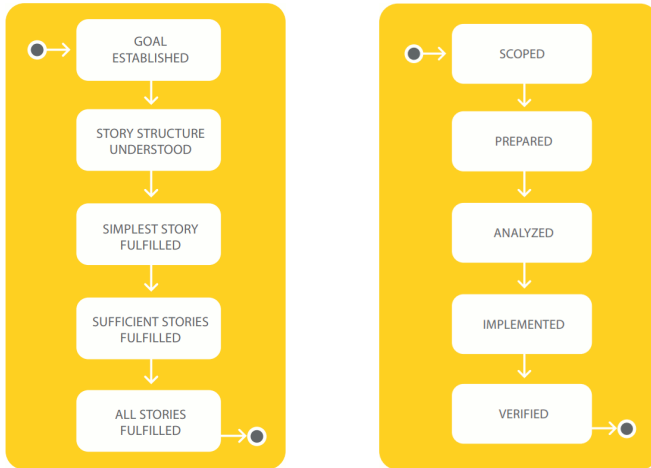 GOAL
ESTABLISHED
STORY STRUCTURE
UNDERSTOOD
SIMPLEST STORY
FULFILLED
SUFFICIENT STORIES
FULFILLED
ALL STORIES
FULFILLED
SCOPED
PREPARED
ANALYZED
IMPLEMENTED
VERIFIED